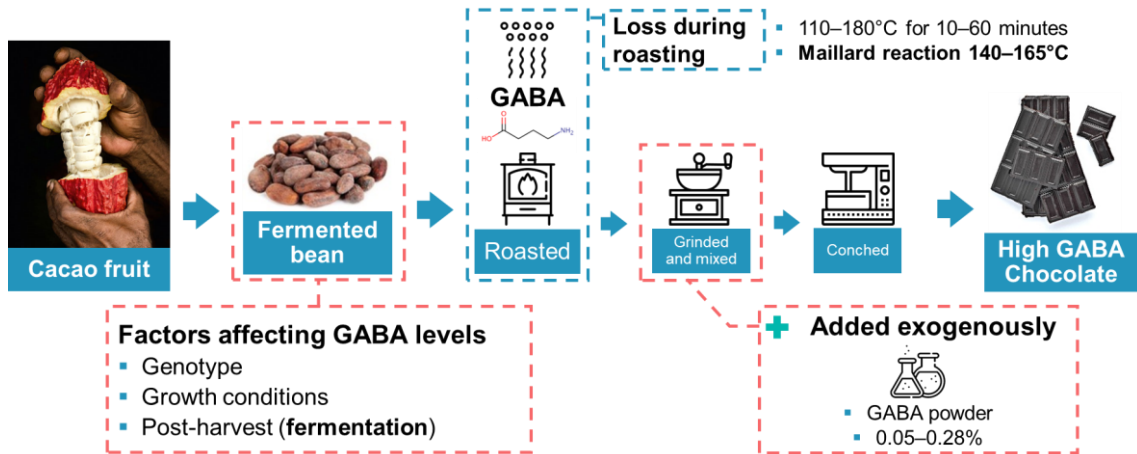 Loss during
roasting
110–180°C for 10–60 minutes
Maillard reaction 140–165°C
GABA
O
HO
NH₂
Cacao fruit
Fermented
bean
Roasted
Grinded
and mixed
Conched
High GABA
Chocolate
Factors affecting GABA levels
Genotype
Growth conditions
Post-harvest (fermentation)
Added exogenously
GABA powder
0.05–0.28%